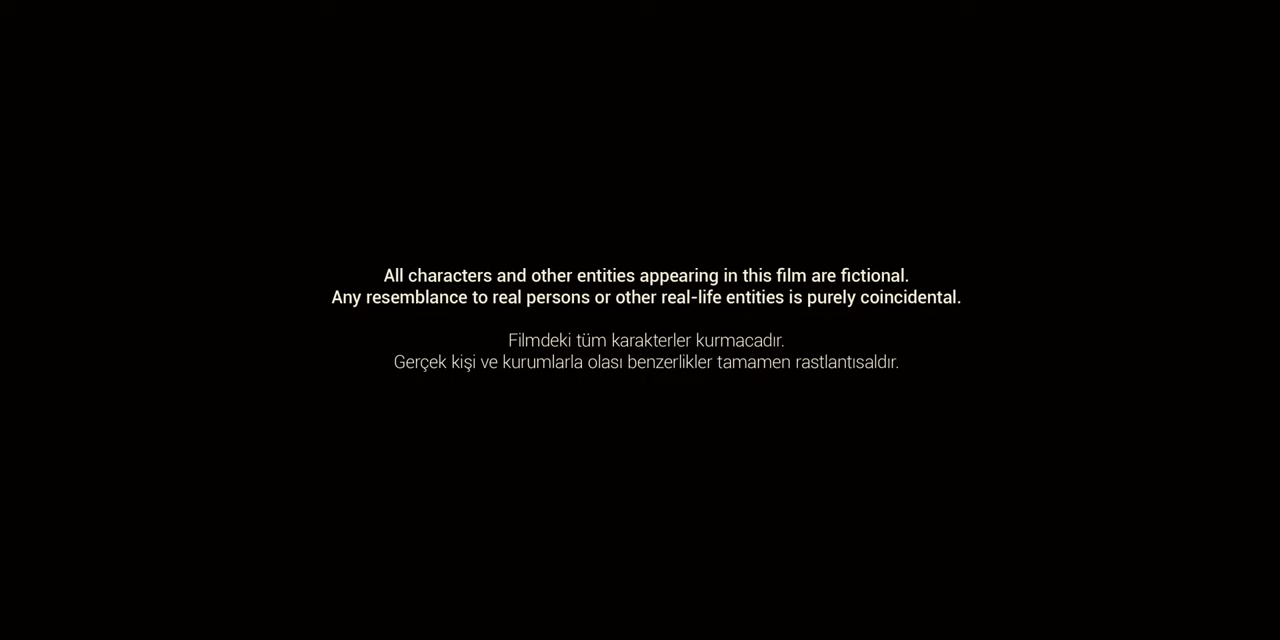 All characters and other entities appearing in this film are fictional.
Any resemblance to real persons or other real-life entities is purely coincidental.
Filmdeki tüm karakterler kurmacadır.
Gerçek kişi ve kurumlarla olası benzerlikler tamamen rastlantısaldır.